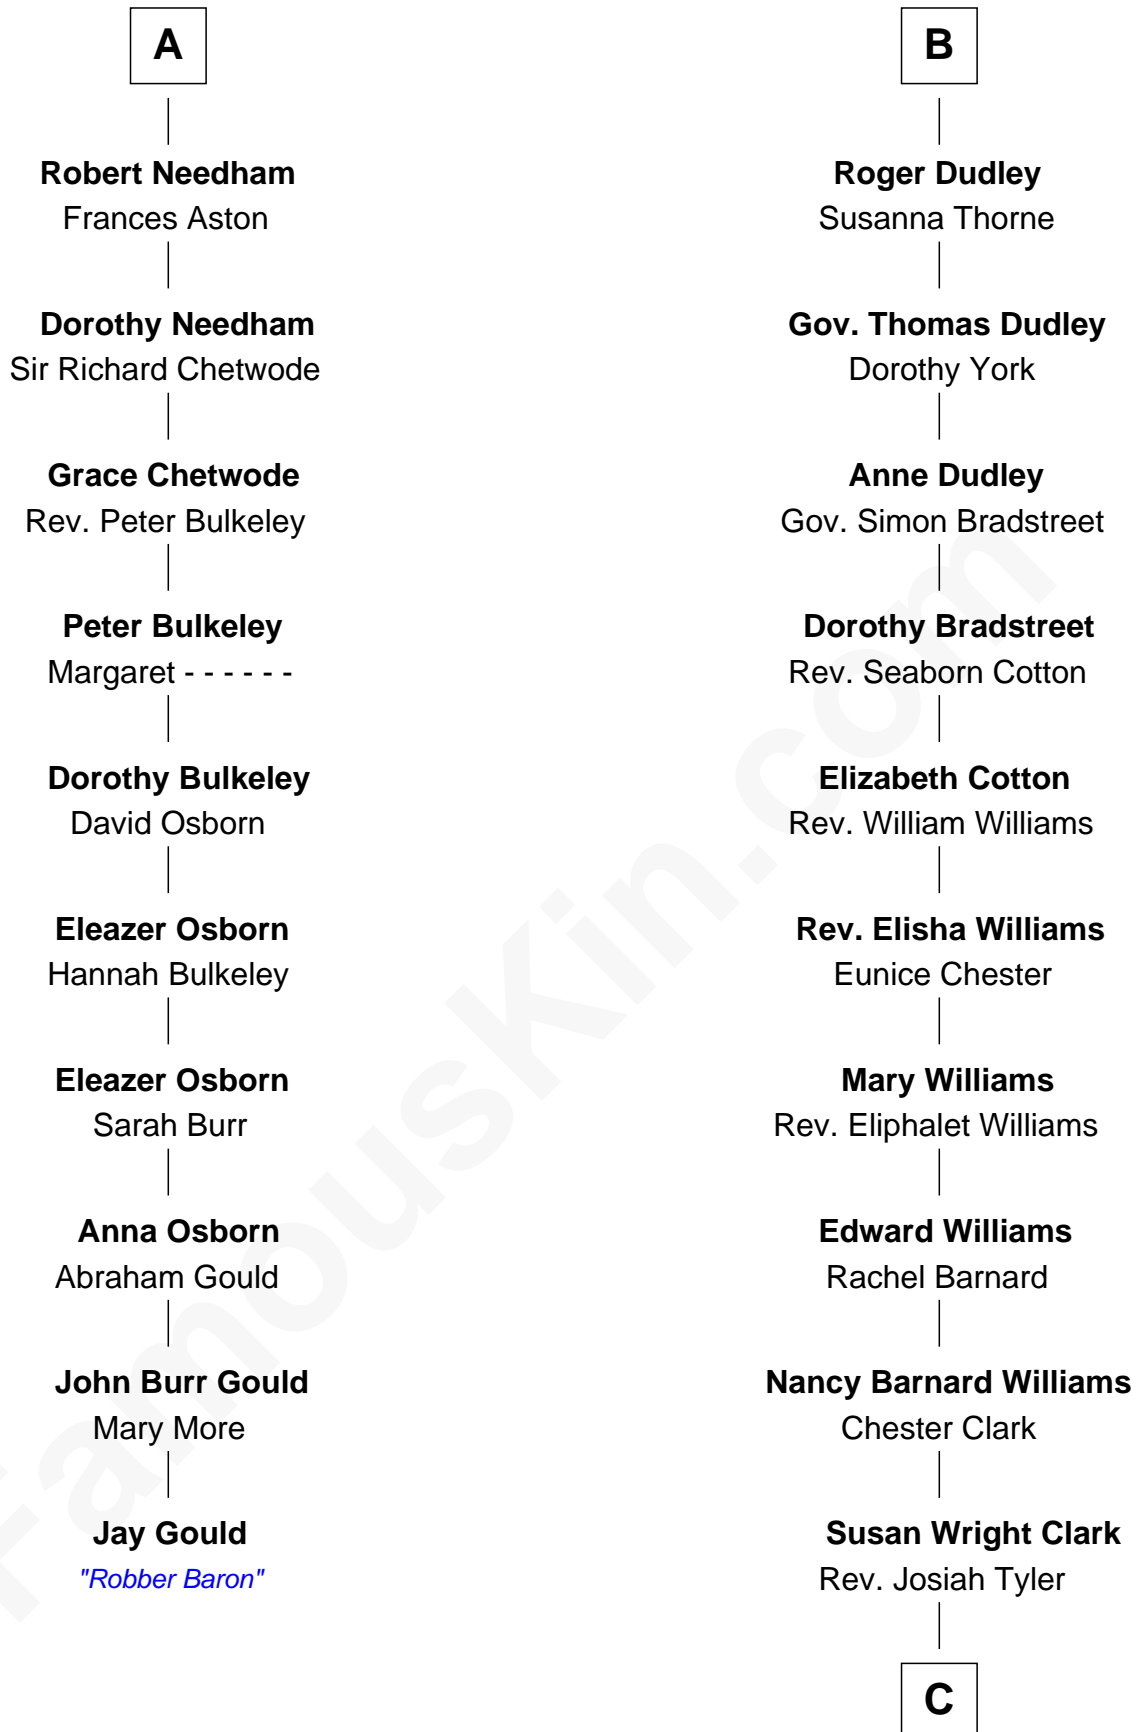 A
Robert Needham
Frances Aston
Dorothy Needham
Sir Richard Chetwode
Grace Chetwode
Rev. Peter Bulkeley
Peter Bulkeley
Margaret - - - - - -
Dorothy Bulkeley
David Osborn
Eleazer Osborn
Hannah Bulkeley
Eleazer Osborn
Sarah Burr
Anna Osborn
Abraham Gould
John Burr Gould
Mary More
Jay Gould
"Robber Baron"
B
Roger Dudley
Susanna Thorne
Gov. Thomas Dudley
Dorothy York
Anne Dudley
Gov. Simon Bradstreet
Dorothy Bradstreet
Rev. Seaborn Cotton
Elizabeth Cotton
Rev. William Williams
Rev. Elisha Williams
Eunice Chester
Mary Williams
Rev. Eliphalet Williams
Edward Williams
Rachel Barnard
Nancy Barnard Williams
Chester Clark
Susan Wright Clark
Rev. Josiah Tyler
C
FamousKin.com